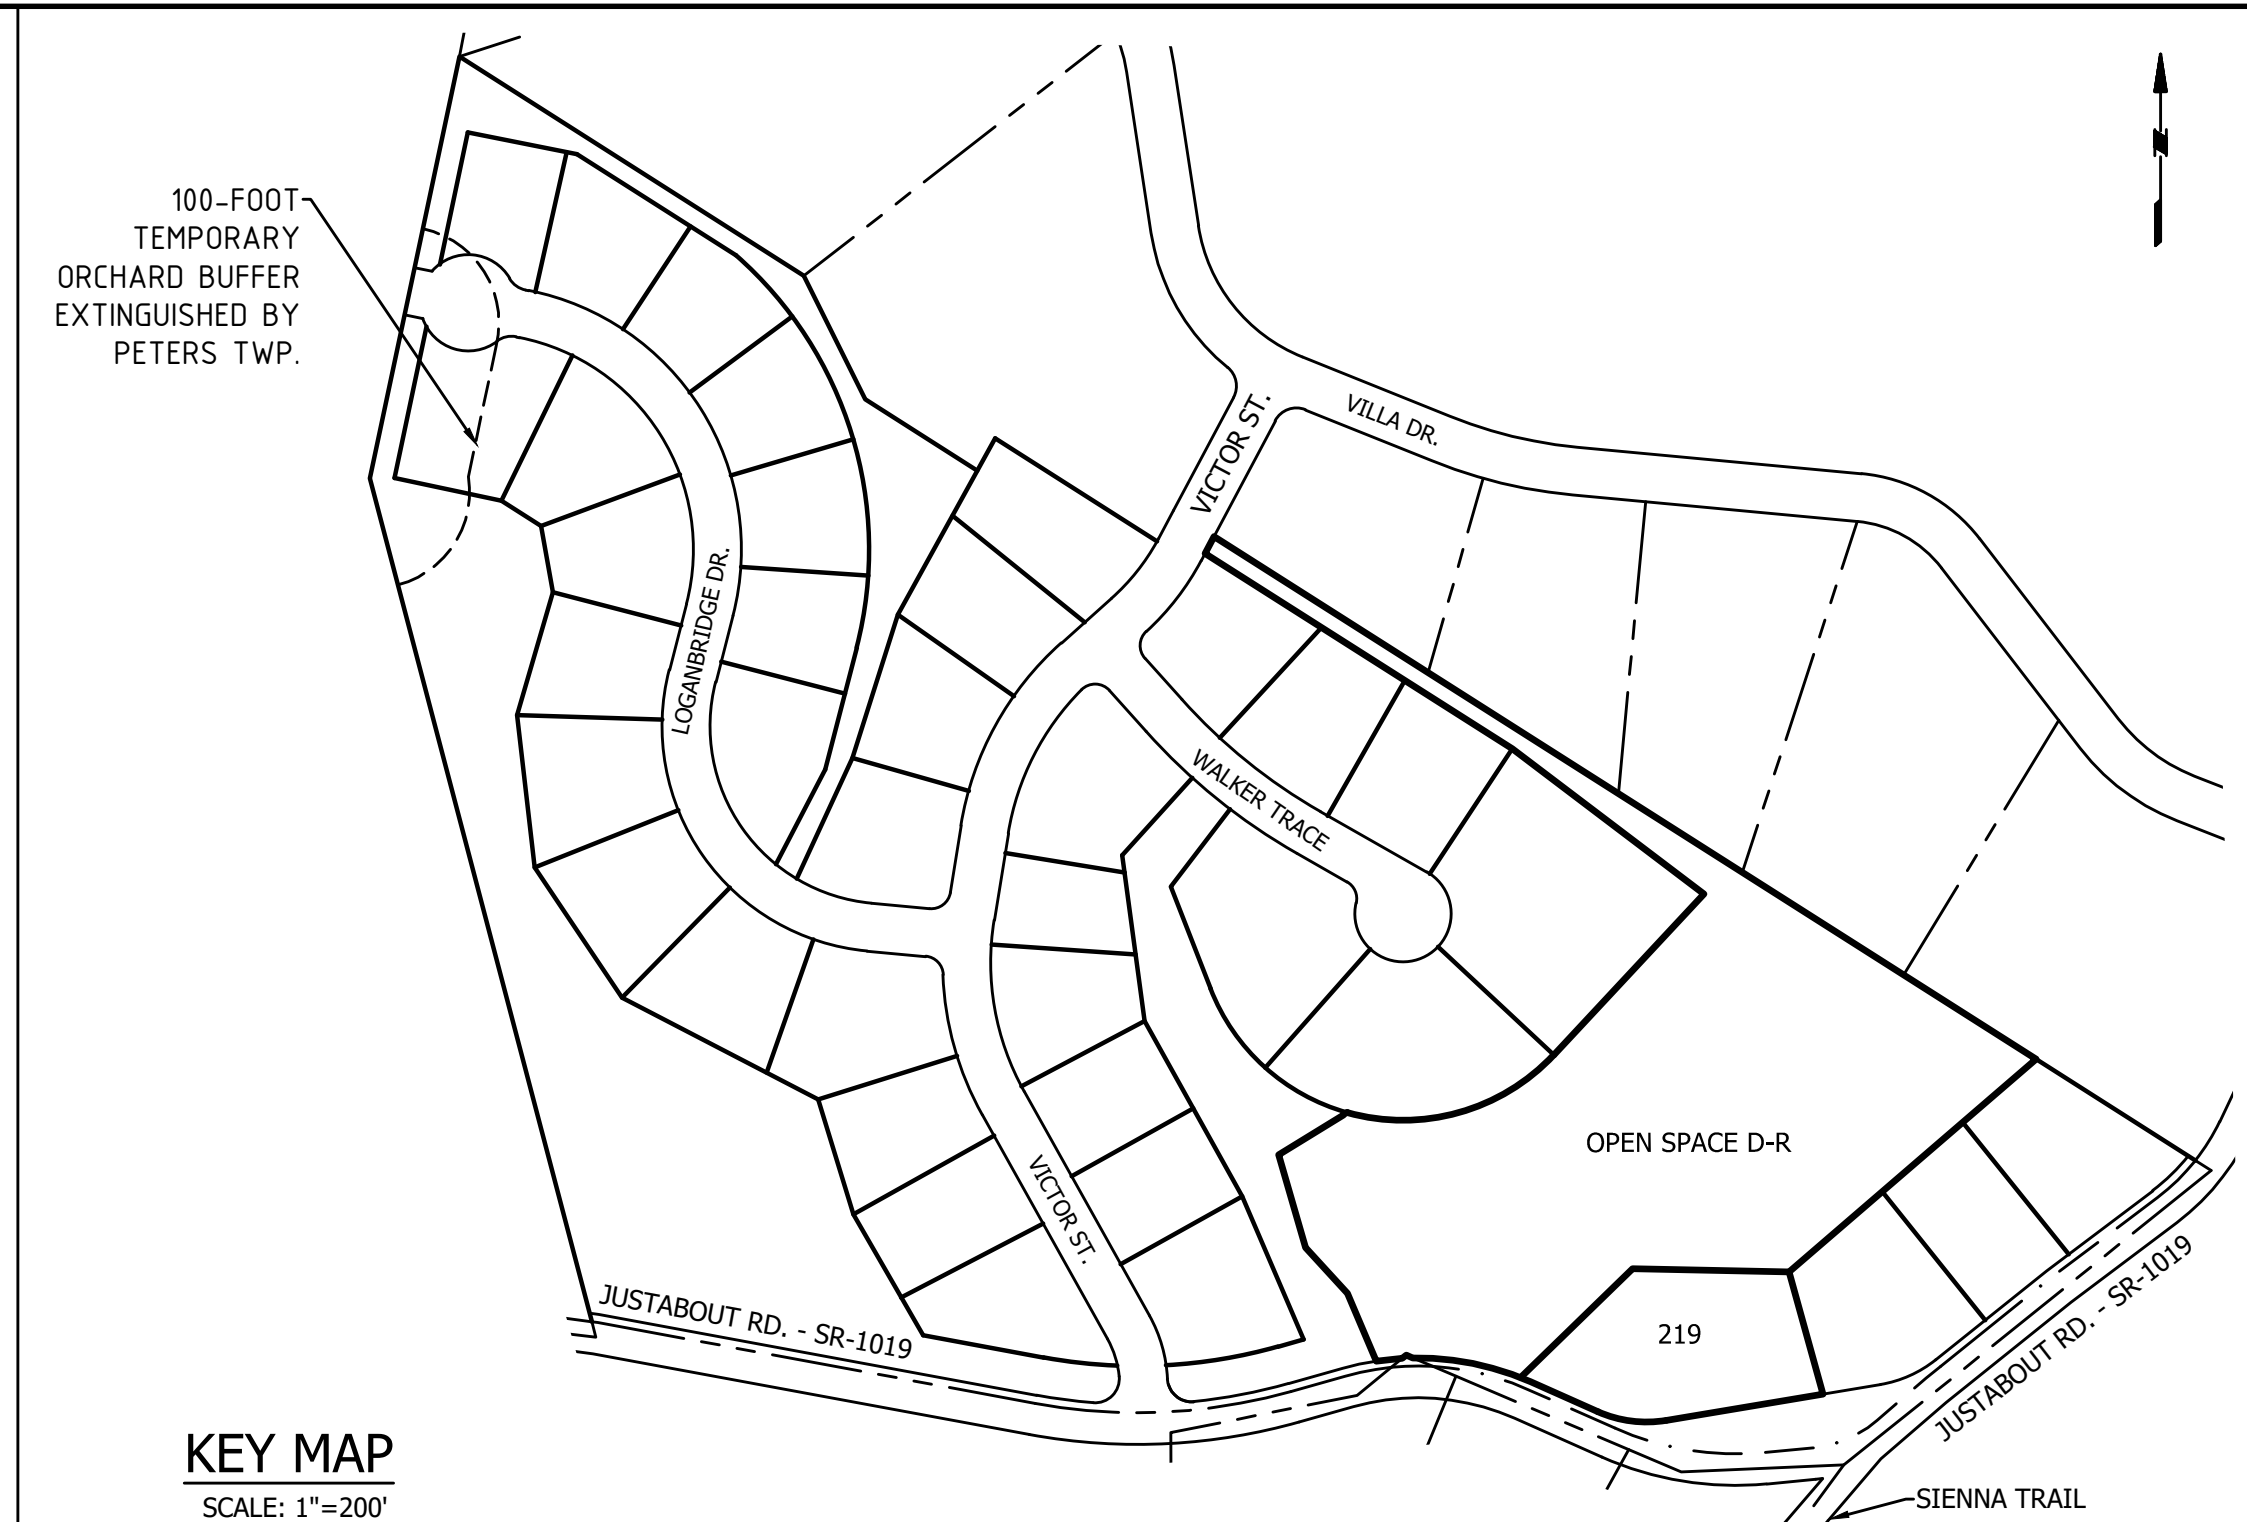 100-FOOT
TEMPORARY
ORCHARD BUFFER
EXTINGUISHED BY
PETERS TWP.
N
VILLA DR.
VICTOR ST.
LOGANBRIDGE DR.
WALKER TRACE
OPEN SPACE D-R
VICTOR ST.
219
JUSTABOUT RD. - SR-1019
JUSTABOUT RD. - SR-1019
SIENNA TRAIL
KEY MAP
SCALE: 1"=200'